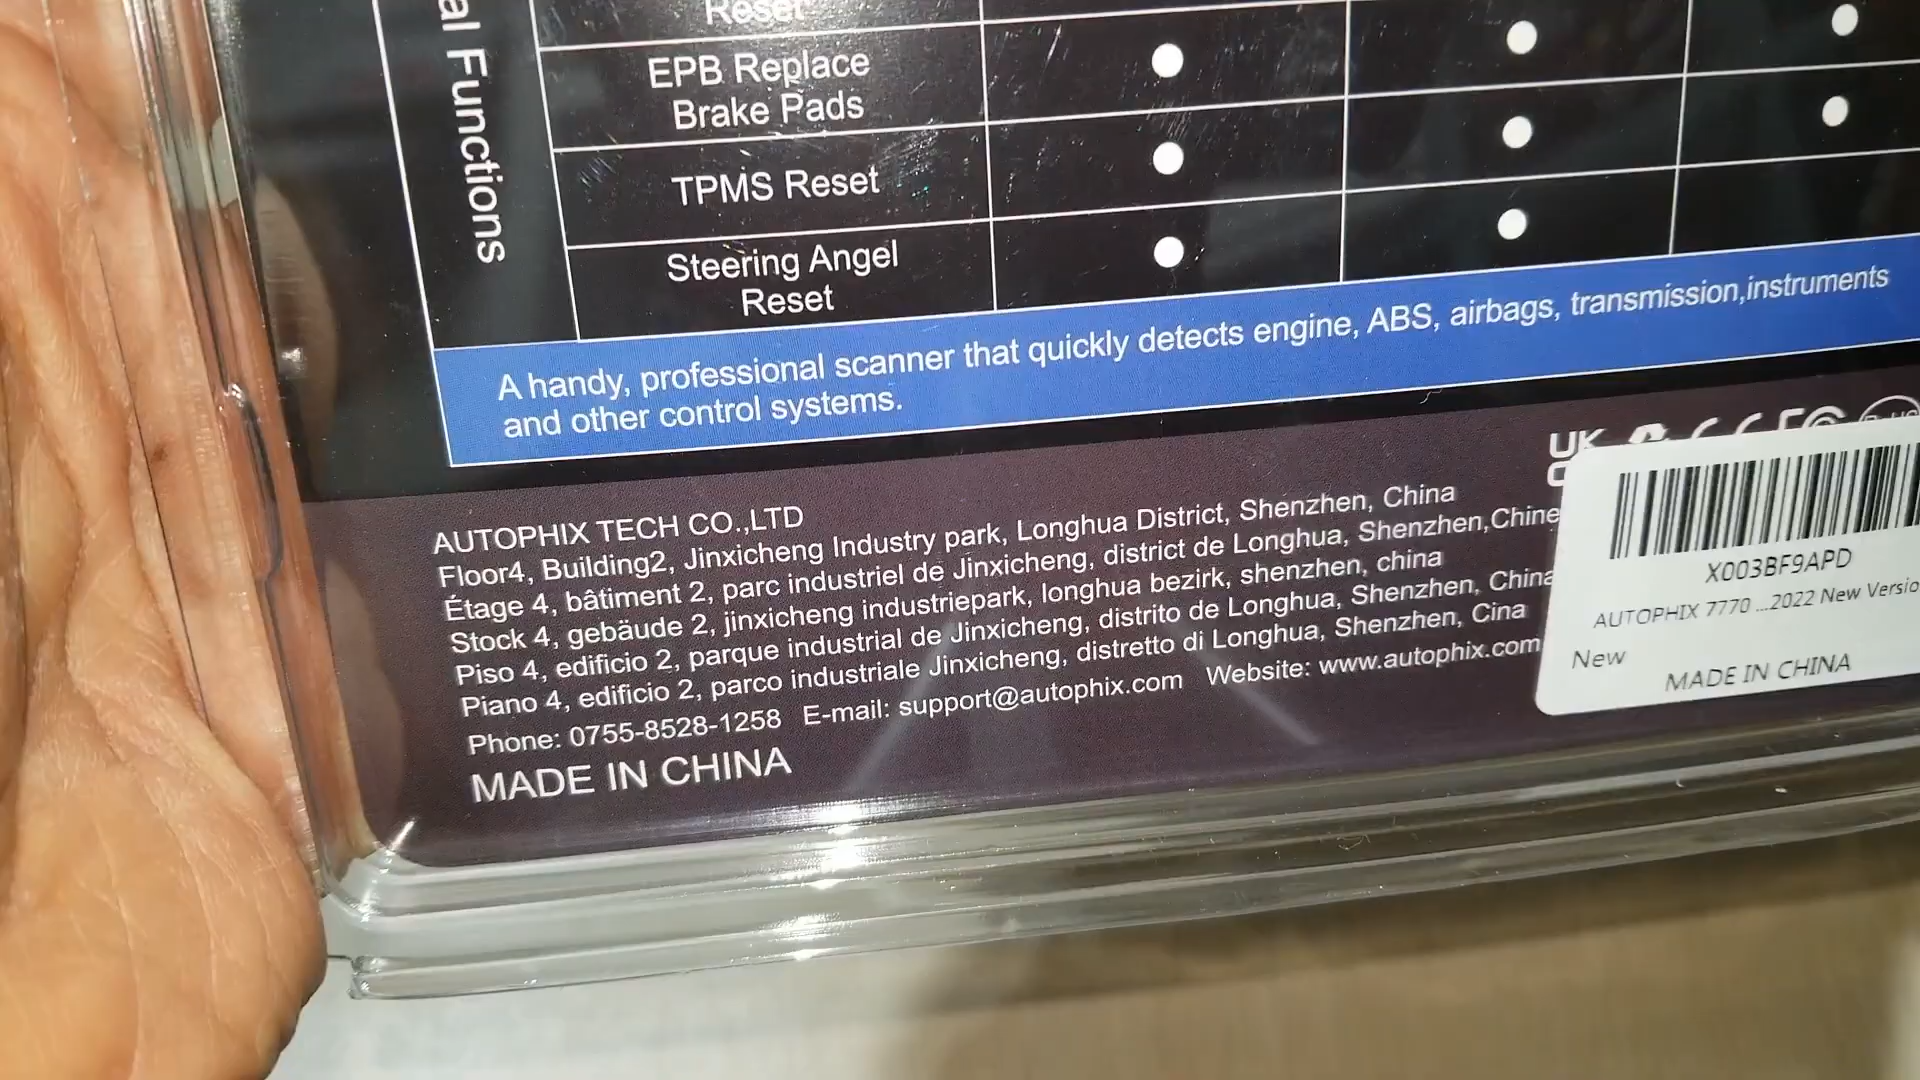 al Functions
Reset
EPB Replace
Brake Pads
TPMS Reset
Steering Angel
Reset
A handy, professional scanner that quickly detects engine, ABS, airbags, transmission,instruments
and other control systems.
AUTOPHIX TECH CO.,LTD
Floor4, Building2, Jinxicheng Industry park, Longhua District, Shenzhen, China
Étage 4, bâtiment 2, parc industriel de Jinxicheng, district de Longhua, Shenzhen,Chine
Stock 4, gebäude 2, jinxicheng industriepark, longhua bezirk, shenzhen, china
Piso 4, edificio 2, parque industrial de Jinxicheng, distrito de Longhua, Shenzhen, China
Piano 4, edificio 2, parco industriale Jinxicheng, distretto di Longhua, Shenzhen, Cina
Phone: 0755-8528-1258 E-mail: support@autophix.com Website: www.autophix.com
MADE IN CHINA
UK
X003BF9APD
AUTOPHIX 7770 ...2022 New Versio
New
MADE IN CHINA